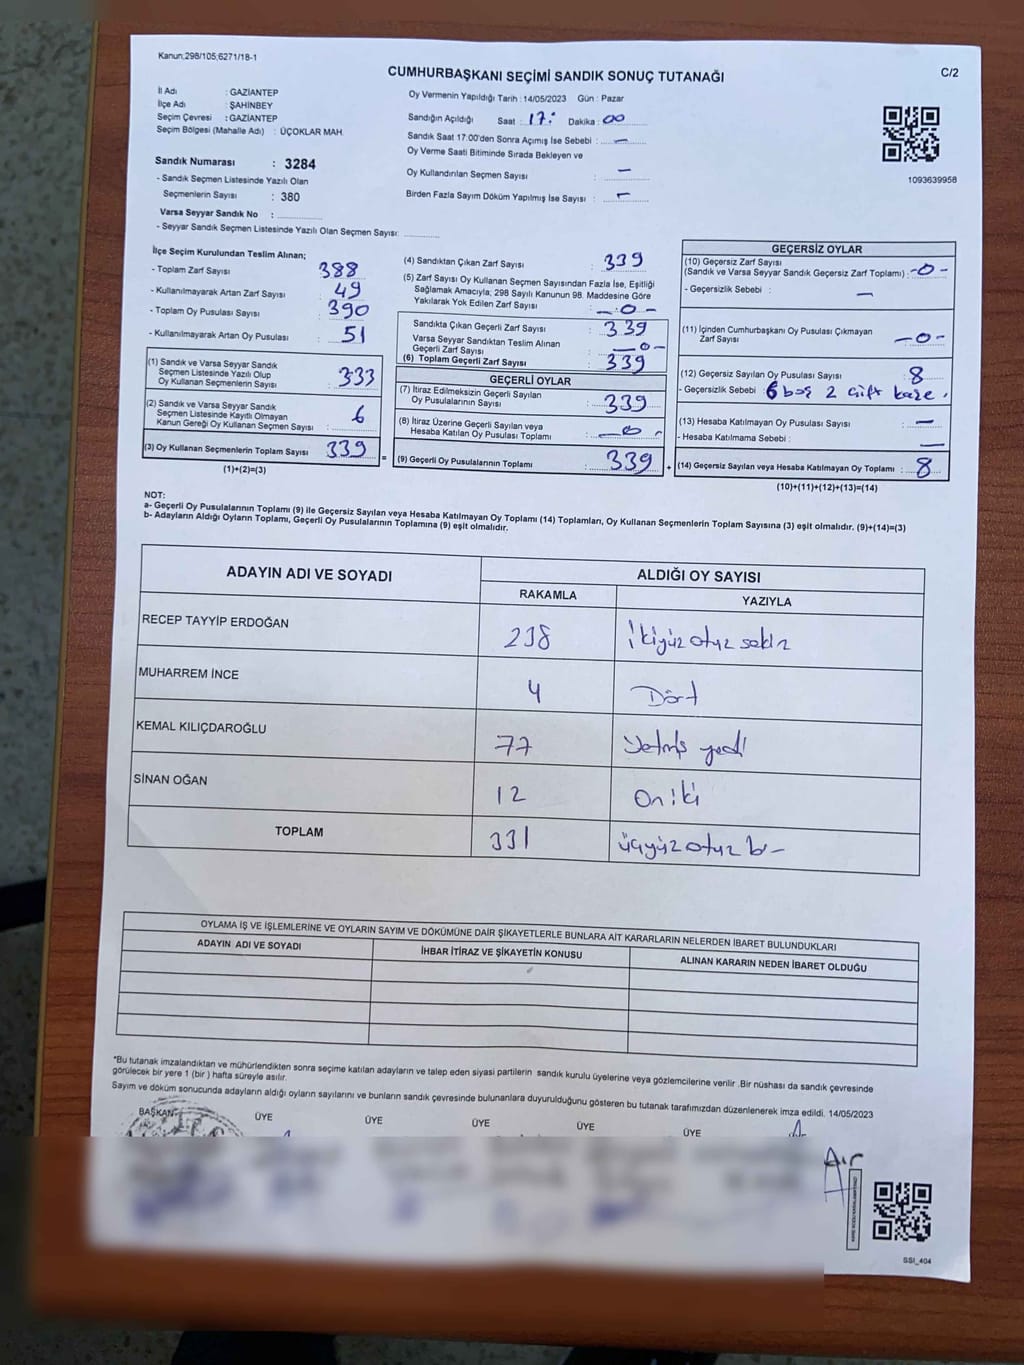 Kanun,298/105,6271/18-1
C/2
CUMHURBAŞKANI SEÇİMİ SANDIK SONUÇ TUTANAĞI
İl Adı : GAZİANTEP
İlçe Adı : ŞAHİNBEY
Seçim Çevresi : GAZİANTEP
Seçim Bölgesi (Mahalle Adı) : ÜÇOKLAR MAH.
Sandık Numarası : 3284
- Sandık Seçmen Listesinde Yazılı Olan
Seçmenlerin Sayısı : 380
Varsa Seyyar Sandık No :
- Seyyar Sandık Seçmen Listesinde Yazılı Olan Seçmen Sayısı:
Oy Vermenin Yapıldığı Tarih : 14/05/2023 Gün : Pazar
Sandığın Açıldığı Saat : 17: Dakika : 00
Sandık Saat 17:00'den Sonra Açımış İse Sebebi : —
Oy Verme Saati Bitiminde Sırada Bekleyen ve
Oy Kullandırılan Seçmen Sayısı : —
Birden Fazla Sayım Döküm Yapılmış İse Sayısı : —
1093639958
İlçe Seçim Kurulundan Teslim Alınan;
- Toplam Zarf Sayısı 388
- Kullanılmayarak Artan Zarf Sayısı : 49
- Toplam Oy Pusulası Sayısı : 390
- Kullanılmayarak Artan Oy Pusulası : 51
(1) Sandık ve Varsa Seyyar Sandık
Seçmen Listesinde Yazılı Olup
Oy Kullanan Seçmenlerin Sayısı : 333
(2) Sandık ve Varsa Seyyar Sandık
Seçmen Listesinde Kayıtlı Olmayan
Kanun Gereği Oy Kullanan Seçmen Sayısı : 6
(3) Oy Kullanan Seçmenlerin Toplam Sayısı 339
(1)+(2)=(3)
=
(4) Sandıktan Çıkan Zarf Sayısı : 339
(5) Zarf Sayısı Oy Kullanan Seçmen Sayısından Fazla İse, Eşitliği
Sağlamak Amacıyla, 298 Sayılı Kanunun 98. Maddesine Göre
Yakılarak Yok Edilen Zarf Sayısı : —0—
Sandıkta Çıkan Geçerli Zarf Sayısı : 339
Varsa Seyyar Sandıktan Teslim Alınan
Geçerli Zarf Sayısı : —0—
(6) Toplam Geçerli Zarf Sayısı : 339
GEÇERLİ OYLAR
(7) İtiraz Edilmeksizin Geçerli Sayılan
Oy Pusulalarının Sayısı : 339
(8) İtiraz Üzerine Geçerli Sayılan veya
Hesaba Katılan Oy Pusulası Toplamı : —0—
(9) Geçerli Oy Pusulalarının Toplamı : 339
+
GEÇERSİZ OYLAR
(10) Geçersiz Zarf Sayısı
(Sandık ve Varsa Seyyar Sandık Geçersiz Zarf Toplamı) : -0-
- Geçersizlik Sebebi : —
(11) İçinden Cumhurbaşkanı Oy Pusulası Çıkmayan
Zarf Sayısı : —0—
(12) Geçersiz Sayılan Oy Pusulası Sayısı : 8
- Geçersizlik Sebebi : 6 boş 2 çift kaze.
(13) Hesaba Katılmayan Oy Pusulası Sayısı : —
- Hesaba Katılmama Sebebi : —
(14) Geçersiz Sayılan veya Hesaba Katılmayan Oy Toplamı : 8
(10)+(11)+(12)+(13)=(14)
NOT:
a- Geçerli Oy Pusulalarının Toplamı (9) ile Geçersiz Sayılan veya Hesaba Katılmayan Oy Toplamı (14) Toplamları, Oy Kullanan Seçmenlerin Toplam Sayısına (3) eşit olmalıdır. (9)+(14)=(3)
b- Adayların Aldığı Oyların Toplamı, Geçerli Oy Pusulalarının Toplamına (9) eşit olmalıdır.
ADAYIN ADI VE SOYADI ALDIĞI OY SAYISI
RAKAMLA YAZIYLA
RECEP TAYYİP ERDOĞAN 238 İkiyüz otuz sekiz
MUHARREM İNCE 4 Dört
KEMAL KILIÇDAROĞLU 77 Yetmiş yedi
SİNAN OĞAN 12 On iki
TOPLAM 331 üçyüz otuz bir
OYLAMA İŞ VE İŞLEMLERİNE VE OYLARIN SAYIM VE DÖKÜMÜNE DAİR ŞİKAYETLERLE BUNLARA AİT KARARLARIN NELERDEN İBARET BULUNDUKLARI
ADAYIN ADI VE SOYADI İHBAR İTİRAZ VE ŞİKAYETİN KONUSU ALINAN KARARIN NEDEN İBARET OLDUĞU
*Bu tutanak imzalandıktan ve mühürlendikten sonra seçime katılan adayların ve talep eden siyasi partilerin sandık kurulu üyelerine veya gözlemcilerine verilir .Bir nüshası da sandık çevresinde
görülecek bir yere 1 (bir ) hafta süreyle asılır.
Sayım ve döküm sonucunda adayların aldığı oyların sayılarını ve bunların sandık çevresinde bulunanlara duyurulduğunu gösteren bu tutanak tarafımızdan düzenlenerek imza edildi. 14/05/2023
BAŞKAN ÜYE ÜYE ÜYE ÜYE ÜYE
SSI_404